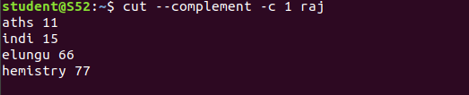 student@S52:~$ cut --complement -c 1 raj
aths 11
indi 15
elungu 66
hemistry 77